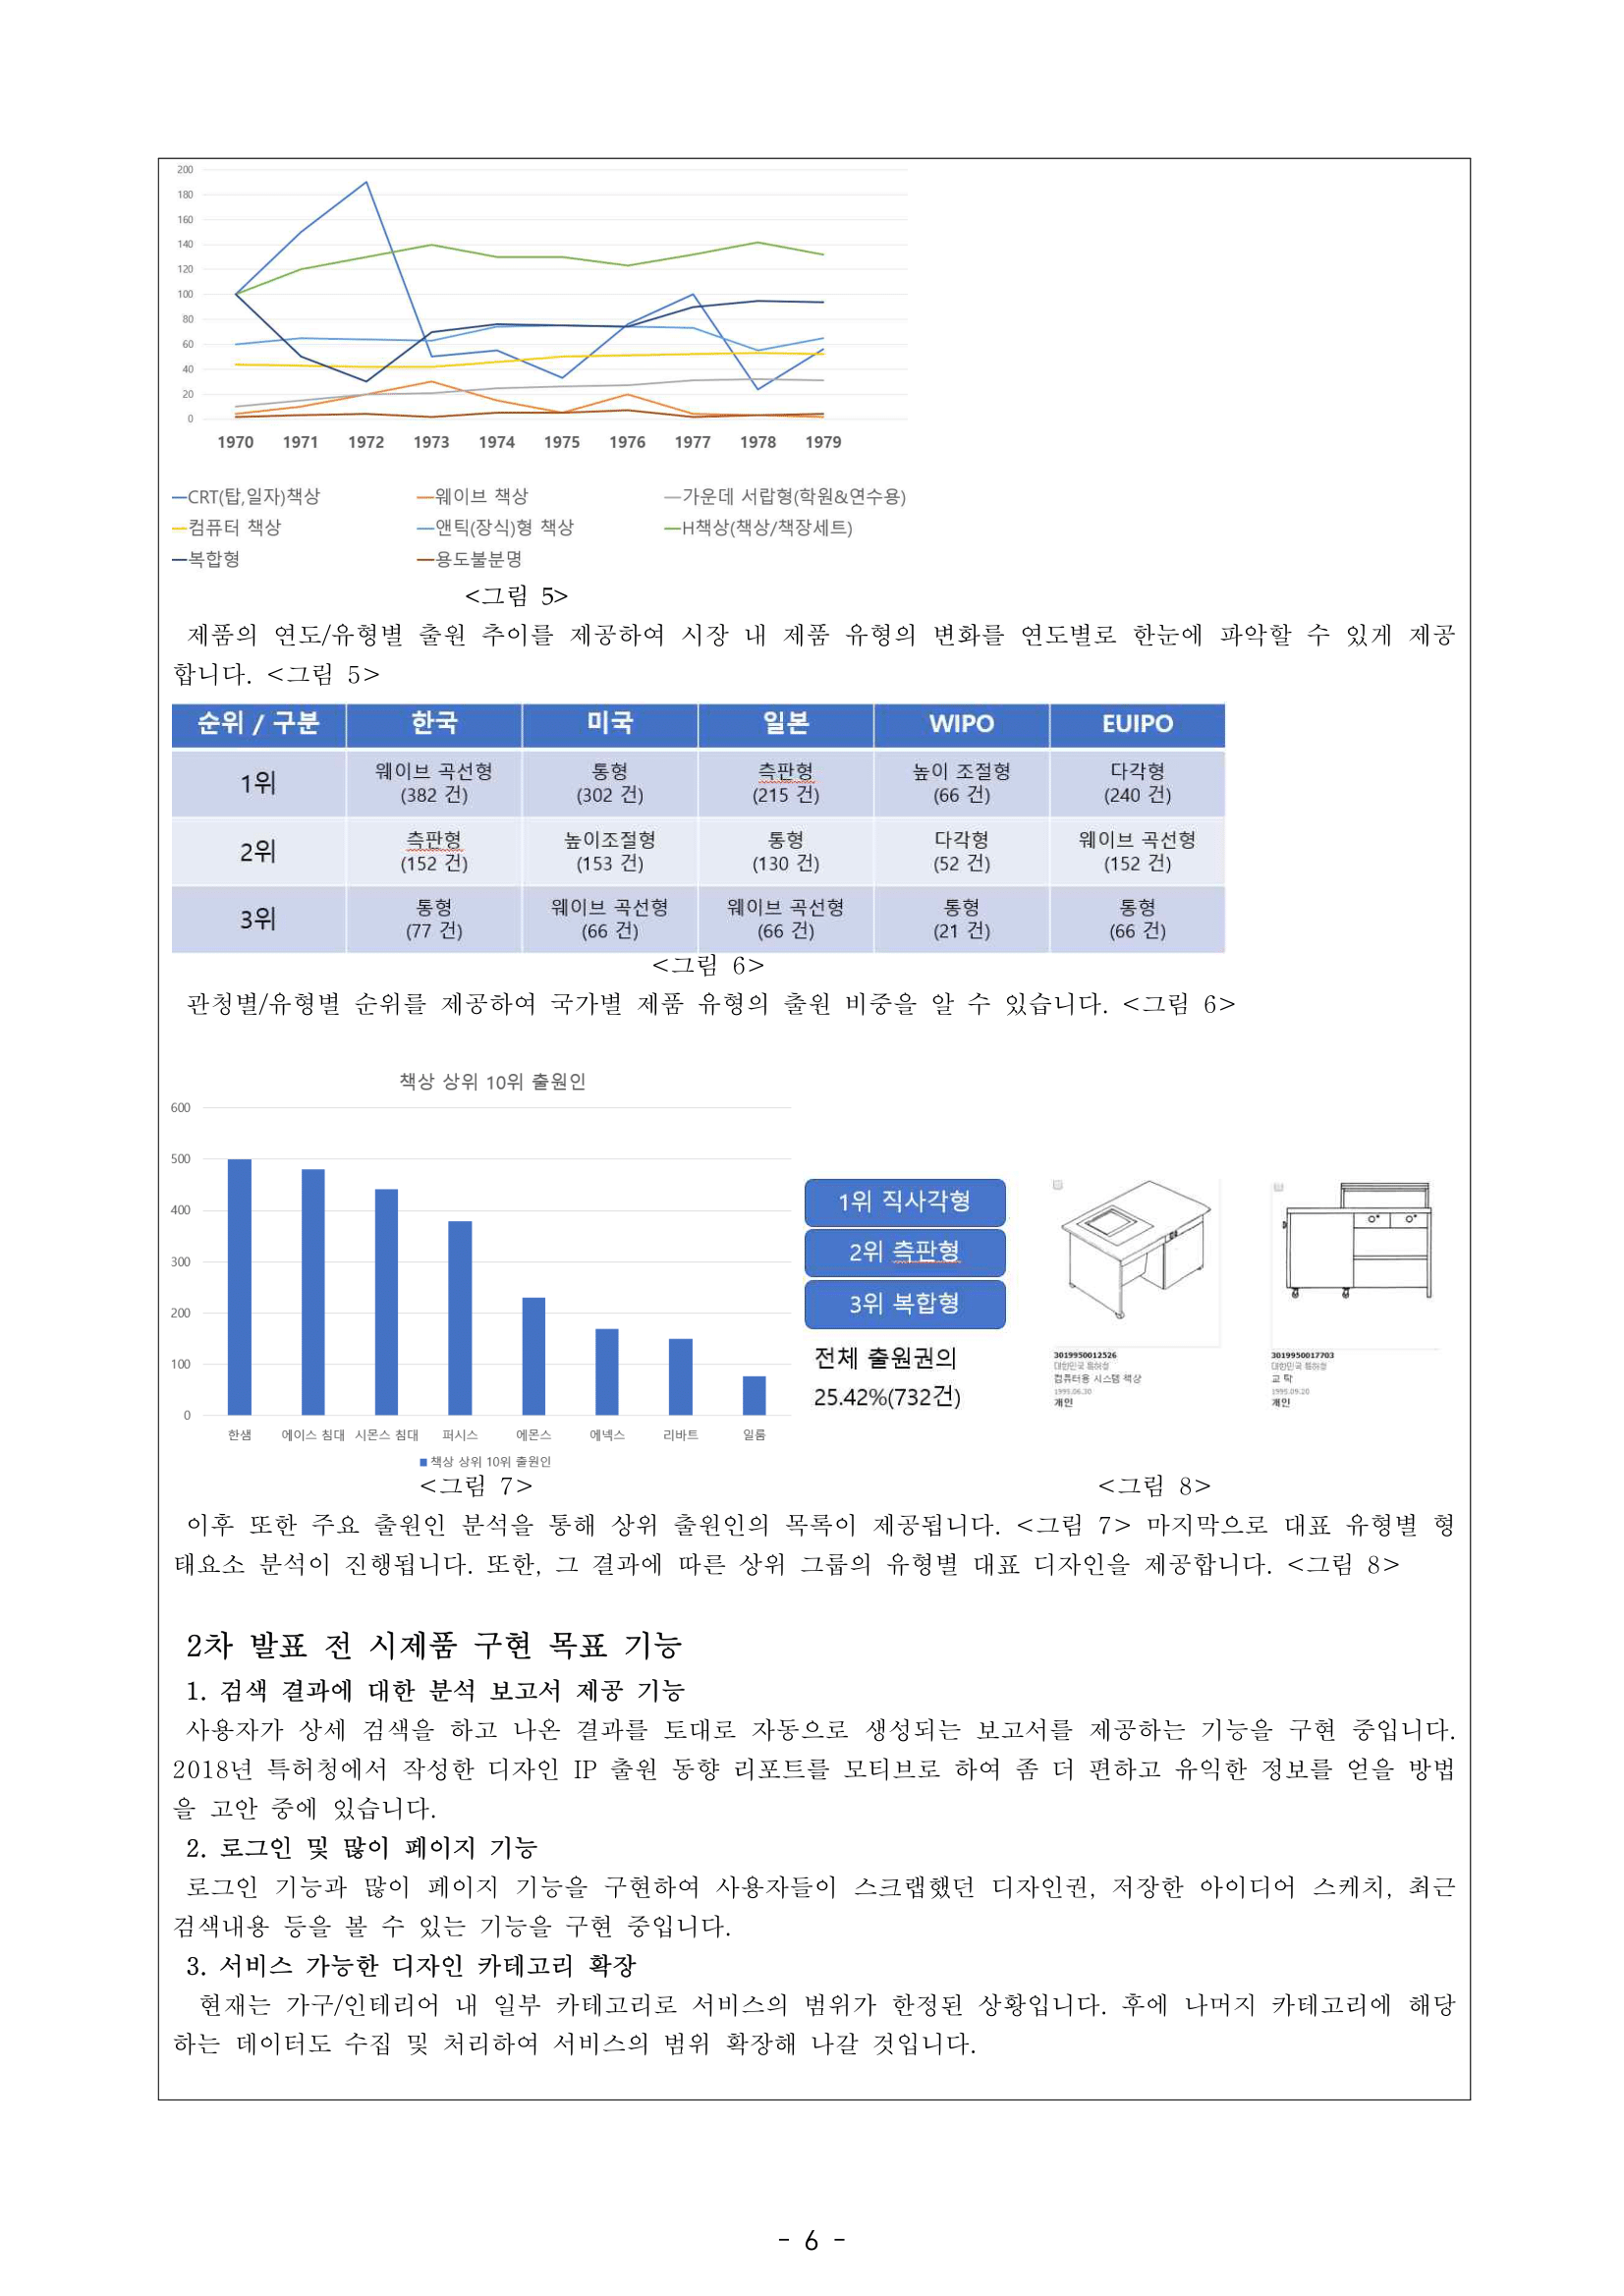 200
180
160
140
120
100
80
60
40
20
0
1970 1971 1972 1973 1974 1975 1976 1977 1978 1979
CRT(탑,일자)책상 웨이브 책상 가운데 서랍형(학원&연수용)
컴퓨터 책상 앤틱(장식)형 책상 H책상(책상/책장세트)
복합형 용도불분명
<그림 5>
제품의 연도/유형별 출원 추이를 제공하여 시장 내 제품 유형의 변화를 연도별로 한눈에 파악할 수 있게 제공
합니다. <그림 5>
순위 / 구분 한국 미국 일본 WIPO EUIPO
1위 웨이브 곡선형 (382 건) 통형 (302 건) 측판형 (215 건) 높이 조절형 (66 건) 다각형 (240 건)
2위 측판형 (152 건) 높이조절형 (153 건) 통형 (130 건) 다각형 (52 건) 웨이브 곡선형 (152 건)
3위 통형 (77 건) 웨이브 곡선형 (66 건) 웨이브 곡선형 (66 건) 통형 (21 건) 통형 (66 건)
<그림 6>
관청별/유형별 순위를 제공하여 국가별 제품 유형의 출원 비중을 알 수 있습니다. <그림 6>
책상 상위 10위 출원인
600
500
400
300
200
100
0
한샘 에이스 침대 시몬스 침대 퍼시스 에몬스 에넥스 리바트 일룸
책상 상위 10위 출원인
1위 직사각형
2위 측판형
3위 복합형
전체 출원권의
25.42%(732건)
3019950012526
대한민국 특허청
컴퓨터용 시스템 책상
1995.06.30
개인
3019950017703
대한민국 특허청
교 탁
1995.09.20
개인
<그림 7> <그림 8>
이후 또한 주요 출원인 분석을 통해 상위 출원인의 목록이 제공됩니다. <그림 7> 마지막으로 대표 유형별 형
태요소 분석이 진행됩니다. 또한, 그 결과에 따른 상위 그룹의 유형별 대표 디자인을 제공합니다. <그림 8>
2차 발표 전 시제품 구현 목표 기능
1. 검색 결과에 대한 분석 보고서 제공 기능
사용자가 상세 검색을 하고 나온 결과를 토대로 자동으로 생성되는 보고서를 제공하는 기능을 구현 중입니다.
2018년 특허청에서 작성한 디자인 IP 출원 동향 리포트를 모티브로 하여 좀 더 편하고 유익한 정보를 얻을 방법
을 고안 중에 있습니다.
2. 로그인 및 많이 페이지 기능
로그인 기능과 많이 페이지 기능을 구현하여 사용자들이 스크랩했던 디자인권, 저장한 아이디어 스케치, 최근
검색내용 등을 볼 수 있는 기능을 구현 중입니다.
3. 서비스 가능한 디자인 카테고리 확장
현재는 가구/인테리어 내 일부 카테고리로 서비스의 범위가 한정된 상황입니다. 후에 나머지 카테고리에 해당
하는 데이터도 수집 및 처리하여 서비스의 범위 확장해 나갈 것입니다.
- 6 -